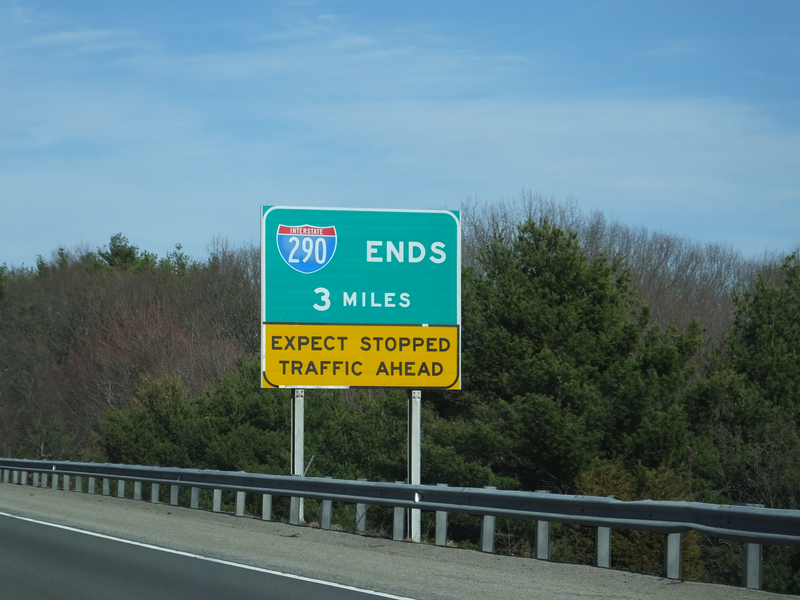 INTERSTATE
290 ENDS
3 MILES
EXPECT STOPPED
TRAFFIC AHEAD